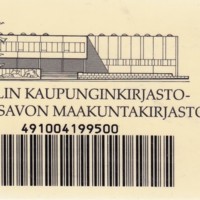 LIN KAUPUNGINKIRJASTO-
SAVON MAAKUNTAKIRJASTO
491004199500